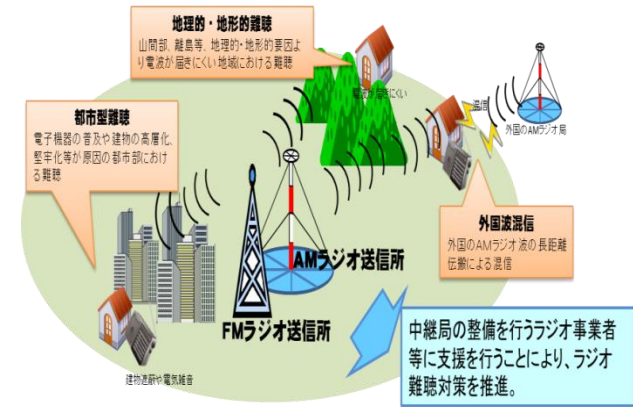 地理的・地形的難聴
山間部、離島等、地理的・地形的要因よ
り電波が届きにくい地域における難聴
電波が届きにくい
混信
外国のAMラジオ局
都市型難聴
電子機器の普及や建物の高層化、
堅牢化等が原因の都市部におけ
る難聴
外国波混信
外国のAMラジオ波の長距離
伝搬による混信
AMラジオ送信所
FMラジオ送信所
建物遮蔽や電気雑音
中継局の整備を行うラジオ事業者
等に支援を行うことにより、ラジオ
難聴対策を推進。